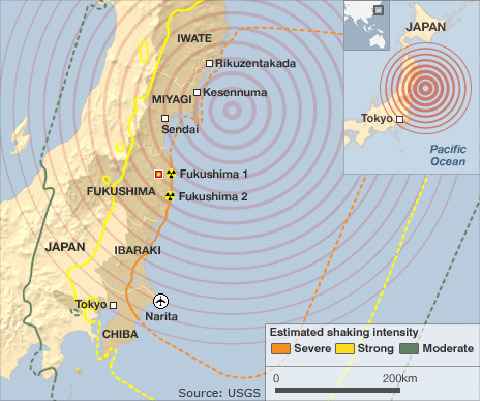 JAPAN
Tokyo
Pacific
Ocean
IWATE
Rikuzentakada
Kesennuma
MIYAGI
Sendai
Fukushima 1
FUKUSHIMA
Fukushima 2
JAPAN
IBARAKI
Tokyo
Narita
CHIBA
Estimated shaking intensity
Severe Strong Moderate
0 200km
Source: USGS